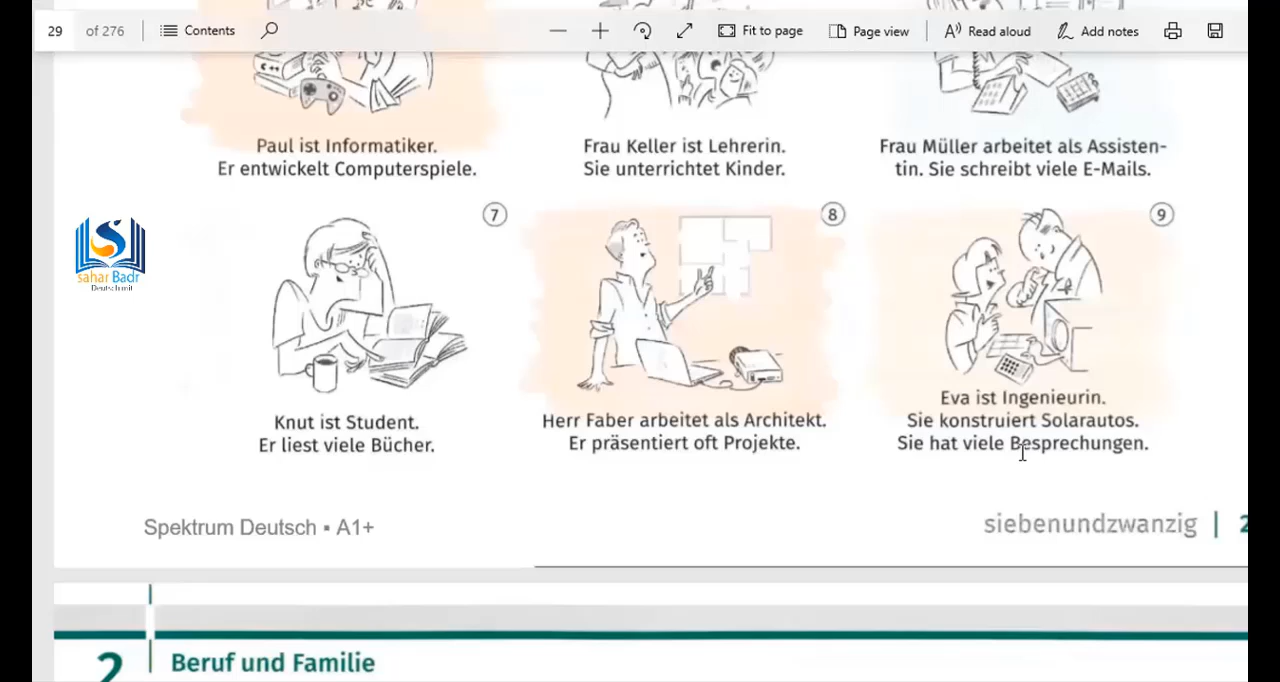 29 of 276 Contents Fit to page Page view Read aloud Add notes
Paul ist Informatiker.
Er entwickelt Computerspiele.
Frau Keller ist Lehrerin.
Sie unterrichtet Kinder.
Frau Müller arbeitet als Assisten-
tin. Sie schreibt viele E-Mails.
sahar Badr
Deutsch mit
7
Knut ist Student.
Er liest viele Bücher.
8
Herr Faber arbeitet als Architekt.
Er präsentiert oft Projekte.
9
Eva ist Ingenieurin.
Sie konstruiert Solarautos.
Sie hat viele Besprechungen.
Spektrum Deutsch ▪ A1+
siebenundzwanzig | 2
2 Beruf und Familie